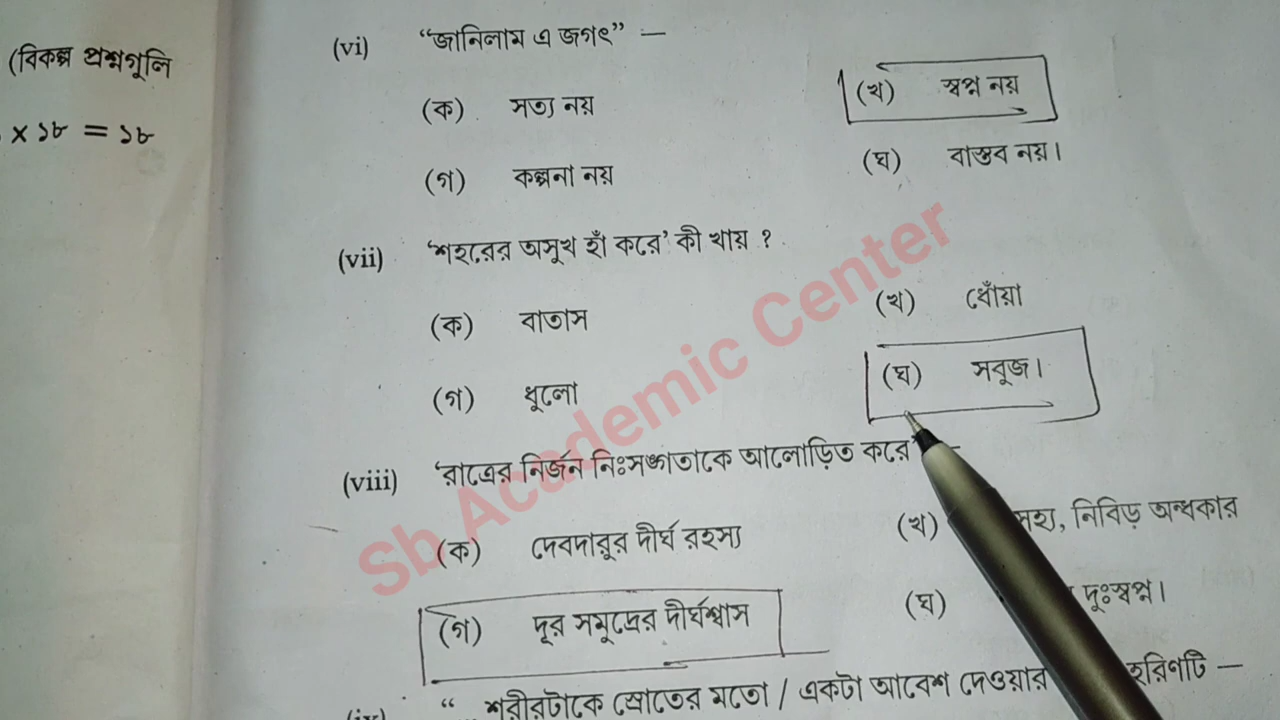 (বিকল্প প্রশ্নগুলি
× ১৮ = ১৮
(vi) “জানিলাম এ জগৎ” —
(ক) সত্য নয়
(খ) স্বপ্ন নয়
(গ) কল্পনা নয়
(ঘ) বাস্তব নয়।
(vii) ‘শহরের অসুখ হাঁ করে’ কী খায় ?
(ক) বাতাস
(খ) ধোঁয়া
(গ) ধুলো
(ঘ) সবুজ।
(viii) ‘রাত্রের নির্জন নিঃসঙ্গতাকে আলোড়িত করে’ —
(ক) দেবদারুর দীর্ঘ রহস্য
(খ) নিবিড় অন্ধকার
(গ) দূর সমুদ্রের দীর্ঘশ্বাস
(ঘ) দুঃস্বপ্ন।
“ শরীরটাকে স্রোতের মতো / একটা আবেশ দেওয়ার হরিণটি —
Sb Academic Center